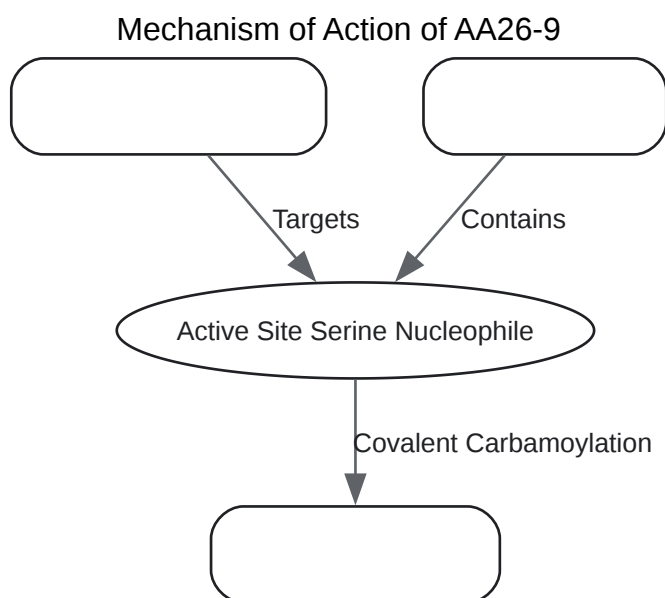 Mechanism of Action of AA26-9
Targets
Contains
Active Site Serine Nucleophile
Covalent Carbamoylation